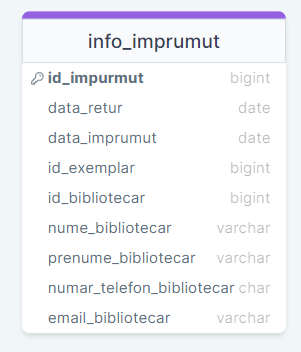 info_imprumut
id_impurmut bigint
data_retur date
data_imprumut date
id_exemplar bigint
id_bibliotecar bigint
nume_bibliotecar varchar
prenume_bibliotecar varchar
numar_telefon_bibliotecar char
email_bibliotecar varchar